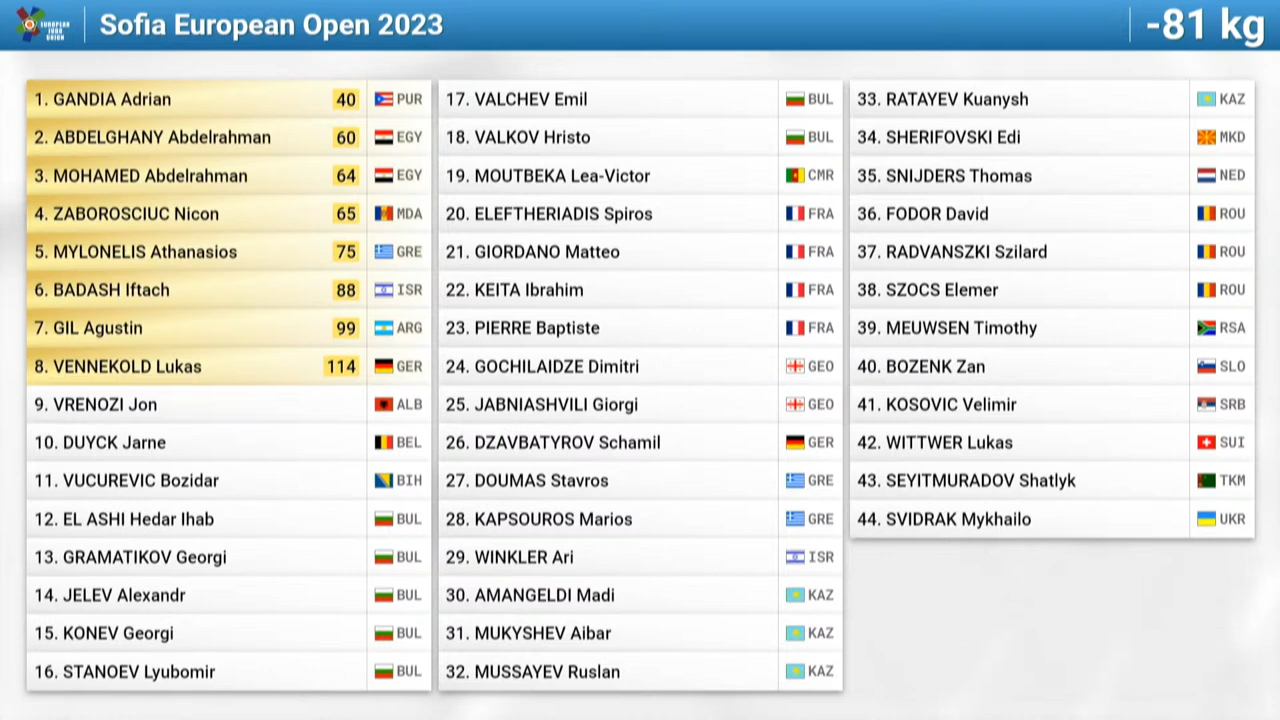 EUROPEAN
JUDO
UNION
Sofia European Open 2023
-81 kg
1. GANDIA Adrian 40 PUR
2. ABDELGHANY Abdelrahman 60 EGY
3. MOHAMED Abdelrahman 64 EGY
4. ZABOROSCIUC Nicon 65 MDA
5. MYLONELIS Athanasios 75 GRE
6. BADASH Iftach 88 ISR
7. GIL Agustin 99 ARG
8. VENNEKOLD Lukas 114 GER
9. VRENOZI Jon ALB
10. DUYCK Jarne BEL
11. VUCUREVIC Bozidar BIH
12. EL ASHI Hedar Ihab BUL
13. GRAMATIKOV Georgi BUL
14. JELEV Alexandr BUL
15. KONEV Georgi BUL
16. STANOEV Lyubomir BUL
17. VALCHEV Emil BUL
18. VALKOV Hristo BUL
19. MOUTBEKA Lea-Victor CMR
20. ELEFTHERIADIS Spiros FRA
21. GIORDANO Matteo FRA
22. KEITA Ibrahim FRA
23. PIERRE Baptiste FRA
24. GOCHILAIDZE Dimitri GEO
25. JABNIASHVILI Giorgi GEO
26. DZAVBATYROV Schamil GER
27. DOUMAS Stavros GRE
28. KAPSOUROS Marios GRE
29. WINKLER Ari ISR
30. AMANGELDI Madi KAZ
31. MUKYSHEV Aibar KAZ
32. MUSSAYEV Ruslan KAZ
33. RATAYEV Kuanysh KAZ
34. SHERIFOVSKI Edi MKD
35. SNIJDERS Thomas NED
36. FODOR David ROU
37. RADVANSZKI Szilard ROU
38. SZOCS Elemer ROU
39. MEUWSEN Timothy RSA
40. BOZENK Zan SLO
41. KOSOVIC Velimir SRB
42. WITTWER Lukas SUI
43. SEYITMURADOV Shatlyk TKM
44. SVIDRAK Mykhailo UKR